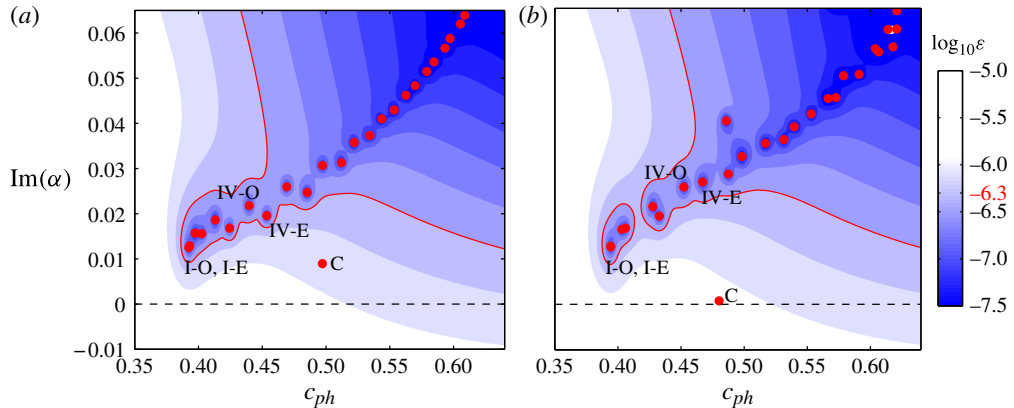 (a)
(b)
Im(α)
0.06
0.05
0.04
0.03
0.02
0.01
0
−0.01
0.35
0.40
0.45
0.50
0.55
0.60
c_ph
IV-O
IV-E
I-O, I-E
C
0.35
0.40
0.45
0.50
0.55
0.60
c_ph
IV-O
IV-E
I-O, I-E
C
log₁₀ε
−5.0
−5.5
−6.0
−6.3
−6.5
−7.0
−7.5